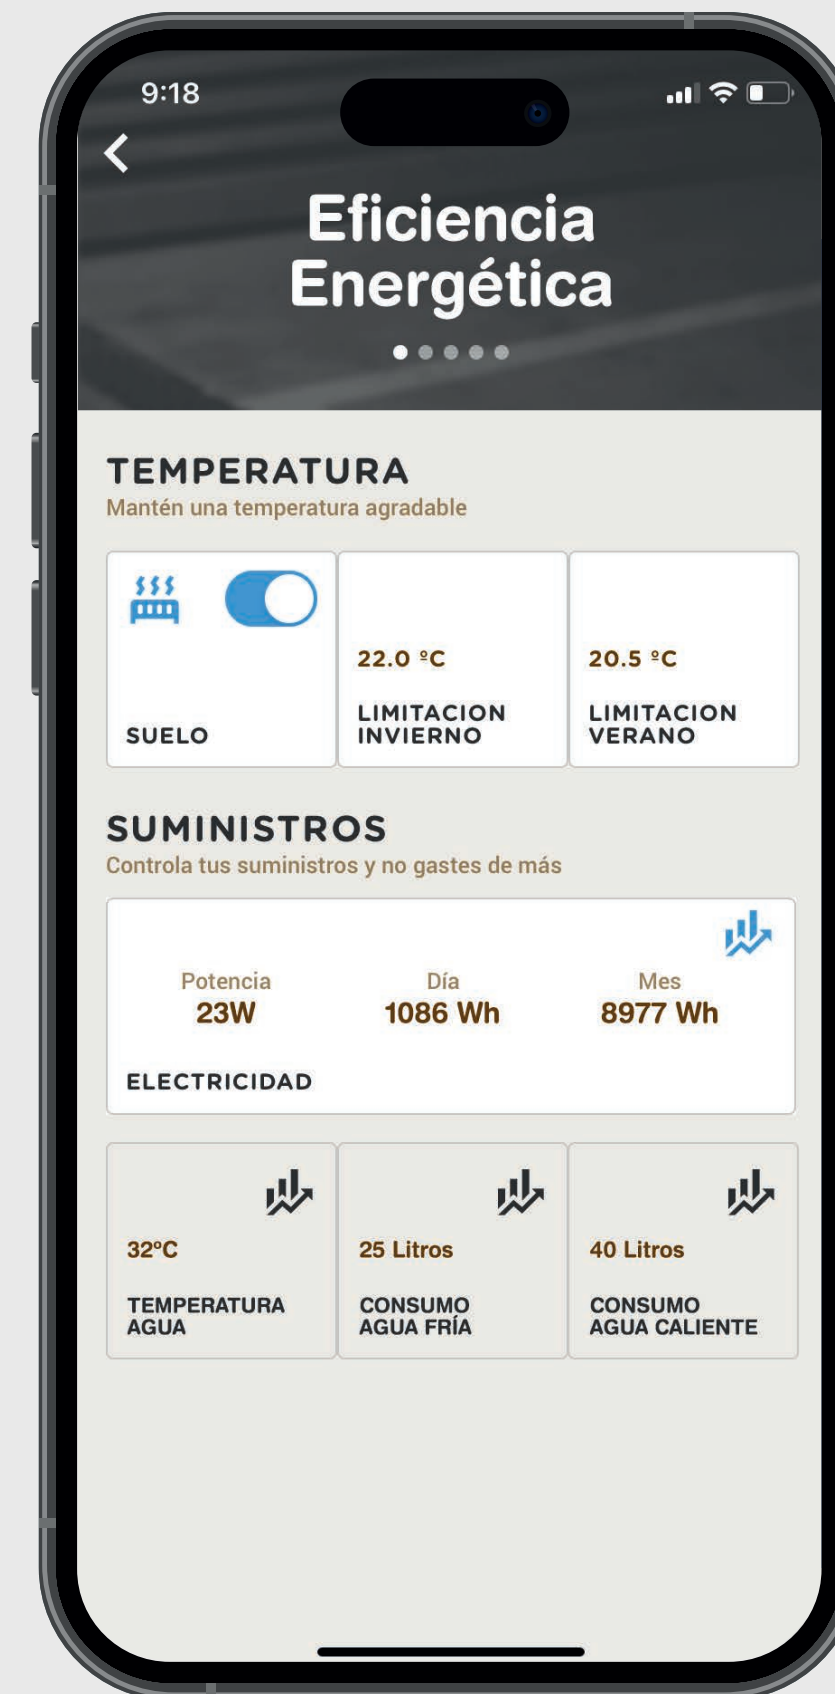 9:18
Eficiencia
Energética
TEMPERATURA
Mantén una temperatura agradable
SUELO
22.0 ºC
LIMITACION
INVIERNO
20.5 ºC
LIMITACION
VERANO
SUMINISTROS
Controla tus suministros y no gastes de más
Potencia
23W
Día
1086 Wh
Mes
8977 Wh
ELECTRICIDAD
32ºC
TEMPERATURA
AGUA
25 Litros
CONSUMO
AGUA FRÍA
40 Litros
CONSUMO
AGUA CALIENTE